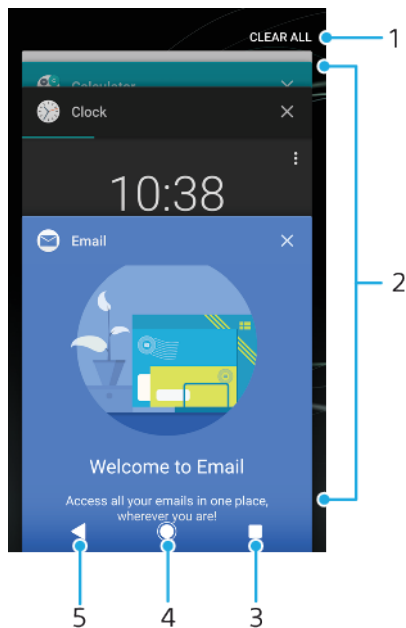 CLEAR ALL
1
Calculator
Clock
10:38
2
Email
Welcome to Email
Access all your emails in one place,
wherever you are!
5
4
3